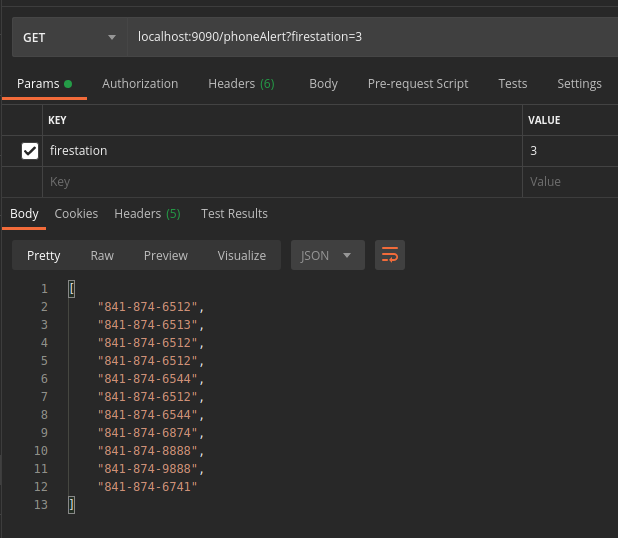 GET localhost:9090/phoneAlert?firestation=3
Params Authorization Headers (6) Body Pre-request Script Tests Settings
KEY VALUE
firestation 3
Key Value
Body Cookies Headers (5) Test Results
Pretty Raw Preview Visualize JSON
1 [
2 "841-874-6512",
3 "841-874-6513",
4 "841-874-6512",
5 "841-874-6512",
6 "841-874-6544",
7 "841-874-6512",
8 "841-874-6544",
9 "841-874-6874",
10 "841-874-8888",
11 "841-874-9888",
12 "841-874-6741"
13 ]